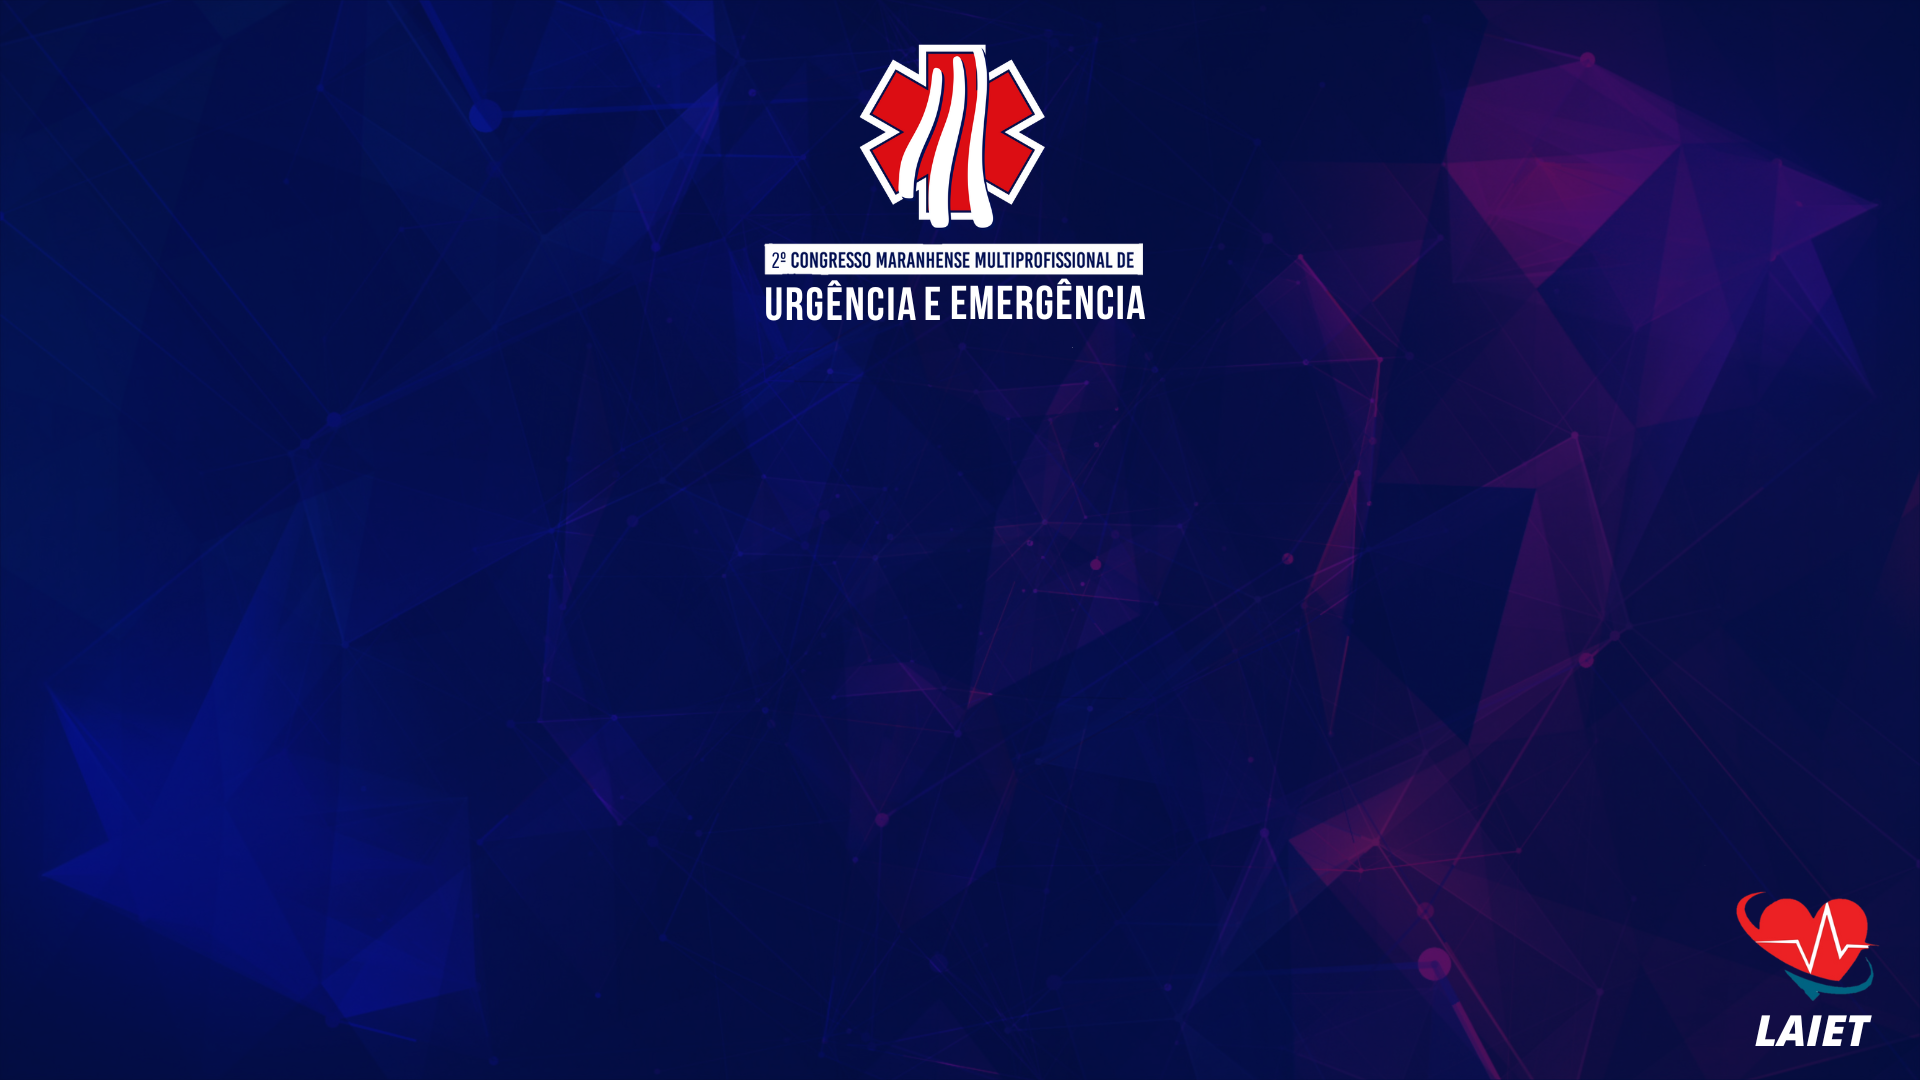 2º CONGRESSO MARANHENSE MULTIPROFISSIONAL DE
URGÊNCIA E EMERGÊNCIA
LAIET